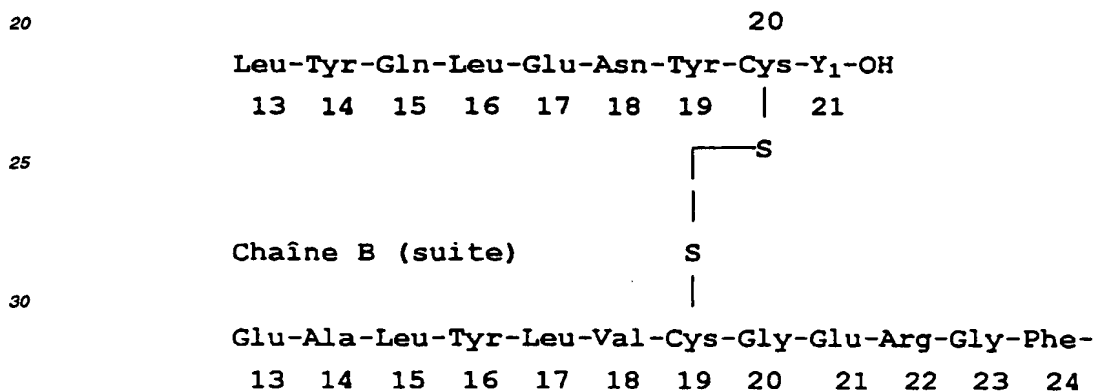 20 20
Leu-Tyr-Gln-Leu-Glu-Asn-Tyr-Cys-Y₁-OH
13 14 15 16 17 18 19 | 21
25 S
|
Chaîne B (suite) S
30 |
Glu-Ala-Leu-Tyr-Leu-Val-Cys-Gly-Glu-Arg-Gly-Phe-
13 14 15 16 17 18 19 20 21 22 23 24